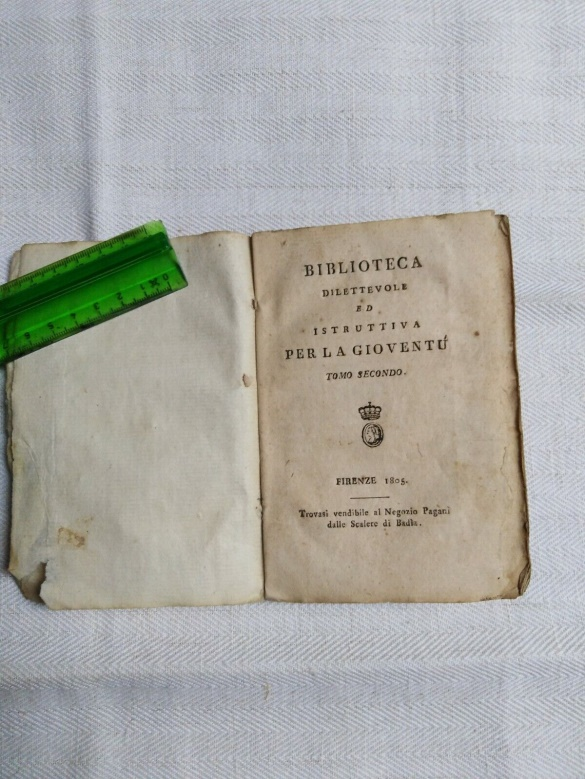 BIBLIOTECA
DILETTEVOLE
ED
ISTRUTTIVA
PER LA GIOVENTÚ
TOMO SECONDO.
FIRENZE 1805.
Trovasi vendibile al Negozio Pagani
dalle Scalere di Badia.